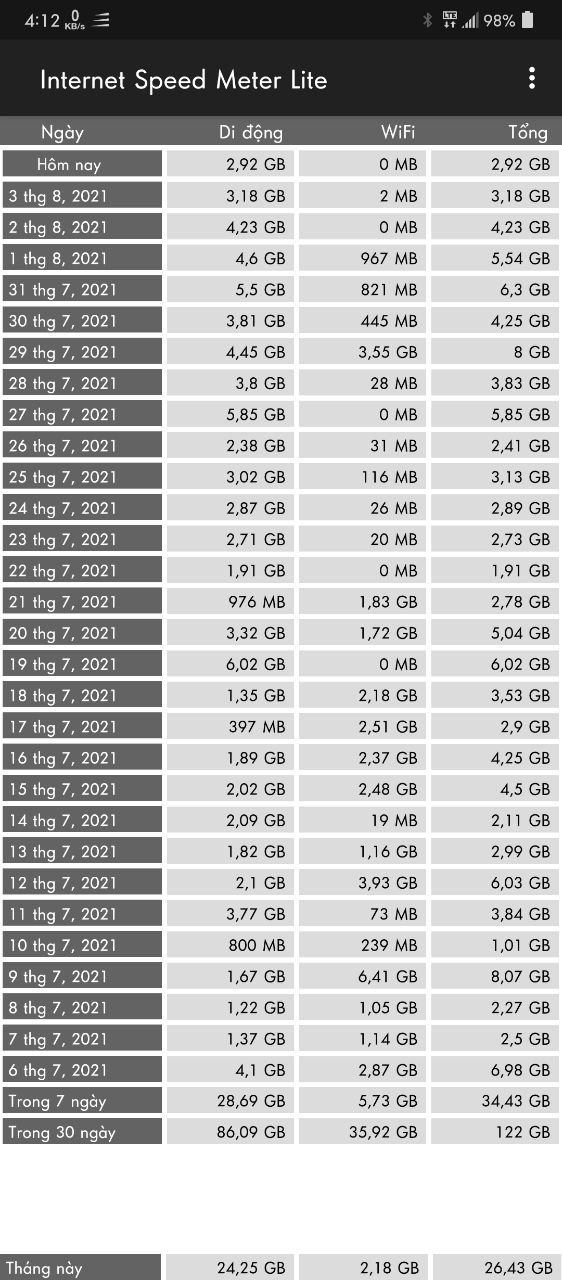 4:12 0 KB/s LTE 98%
Internet Speed Meter Lite
Ngày Di động WiFi Tổng
Hôm nay 2,92 GB 0 MB 2,92 GB
3 thg 8, 2021 3,18 GB 2 MB 3,18 GB
2 thg 8, 2021 4,23 GB 0 MB 4,23 GB
1 thg 8, 2021 4,6 GB 967 MB 5,54 GB
31 thg 7, 2021 5,5 GB 821 MB 6,3 GB
30 thg 7, 2021 3,81 GB 445 MB 4,25 GB
29 thg 7, 2021 4,45 GB 3,55 GB 8 GB
28 thg 7, 2021 3,8 GB 28 MB 3,83 GB
27 thg 7, 2021 5,85 GB 0 MB 5,85 GB
26 thg 7, 2021 2,38 GB 31 MB 2,41 GB
25 thg 7, 2021 3,02 GB 116 MB 3,13 GB
24 thg 7, 2021 2,87 GB 26 MB 2,89 GB
23 thg 7, 2021 2,71 GB 20 MB 2,73 GB
22 thg 7, 2021 1,91 GB 0 MB 1,91 GB
21 thg 7, 2021 976 MB 1,83 GB 2,78 GB
20 thg 7, 2021 3,32 GB 1,72 GB 5,04 GB
19 thg 7, 2021 6,02 GB 0 MB 6,02 GB
18 thg 7, 2021 1,35 GB 2,18 GB 3,53 GB
17 thg 7, 2021 397 MB 2,51 GB 2,9 GB
16 thg 7, 2021 1,89 GB 2,37 GB 4,25 GB
15 thg 7, 2021 2,02 GB 2,48 GB 4,5 GB
14 thg 7, 2021 2,09 GB 19 MB 2,11 GB
13 thg 7, 2021 1,82 GB 1,16 GB 2,99 GB
12 thg 7, 2021 2,1 GB 3,93 GB 6,03 GB
11 thg 7, 2021 3,77 GB 73 MB 3,84 GB
10 thg 7, 2021 800 MB 239 MB 1,01 GB
9 thg 7, 2021 1,67 GB 6,41 GB 8,07 GB
8 thg 7, 2021 1,22 GB 1,05 GB 2,27 GB
7 thg 7, 2021 1,37 GB 1,14 GB 2,5 GB
6 thg 7, 2021 4,1 GB 2,87 GB 6,98 GB
Trong 7 ngày 28,69 GB 5,73 GB 34,43 GB
Trong 30 ngày 86,09 GB 35,92 GB 122 GB
Tháng này 24,25 GB 2,18 GB 26,43 GB